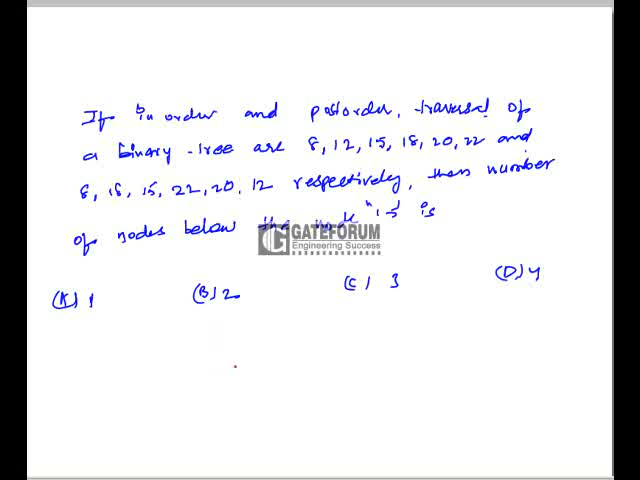 If inorder and postorder, traversal of
a binary tree are 8, 12, 15, 18, 20, 22 and
8, 18, 15, 22, 20, 12 respectively, then number
of nodes below the node "15" is
GATEFORUM
Engineering Success
(A) 1 (B) 2 (C) 3 (D) 4